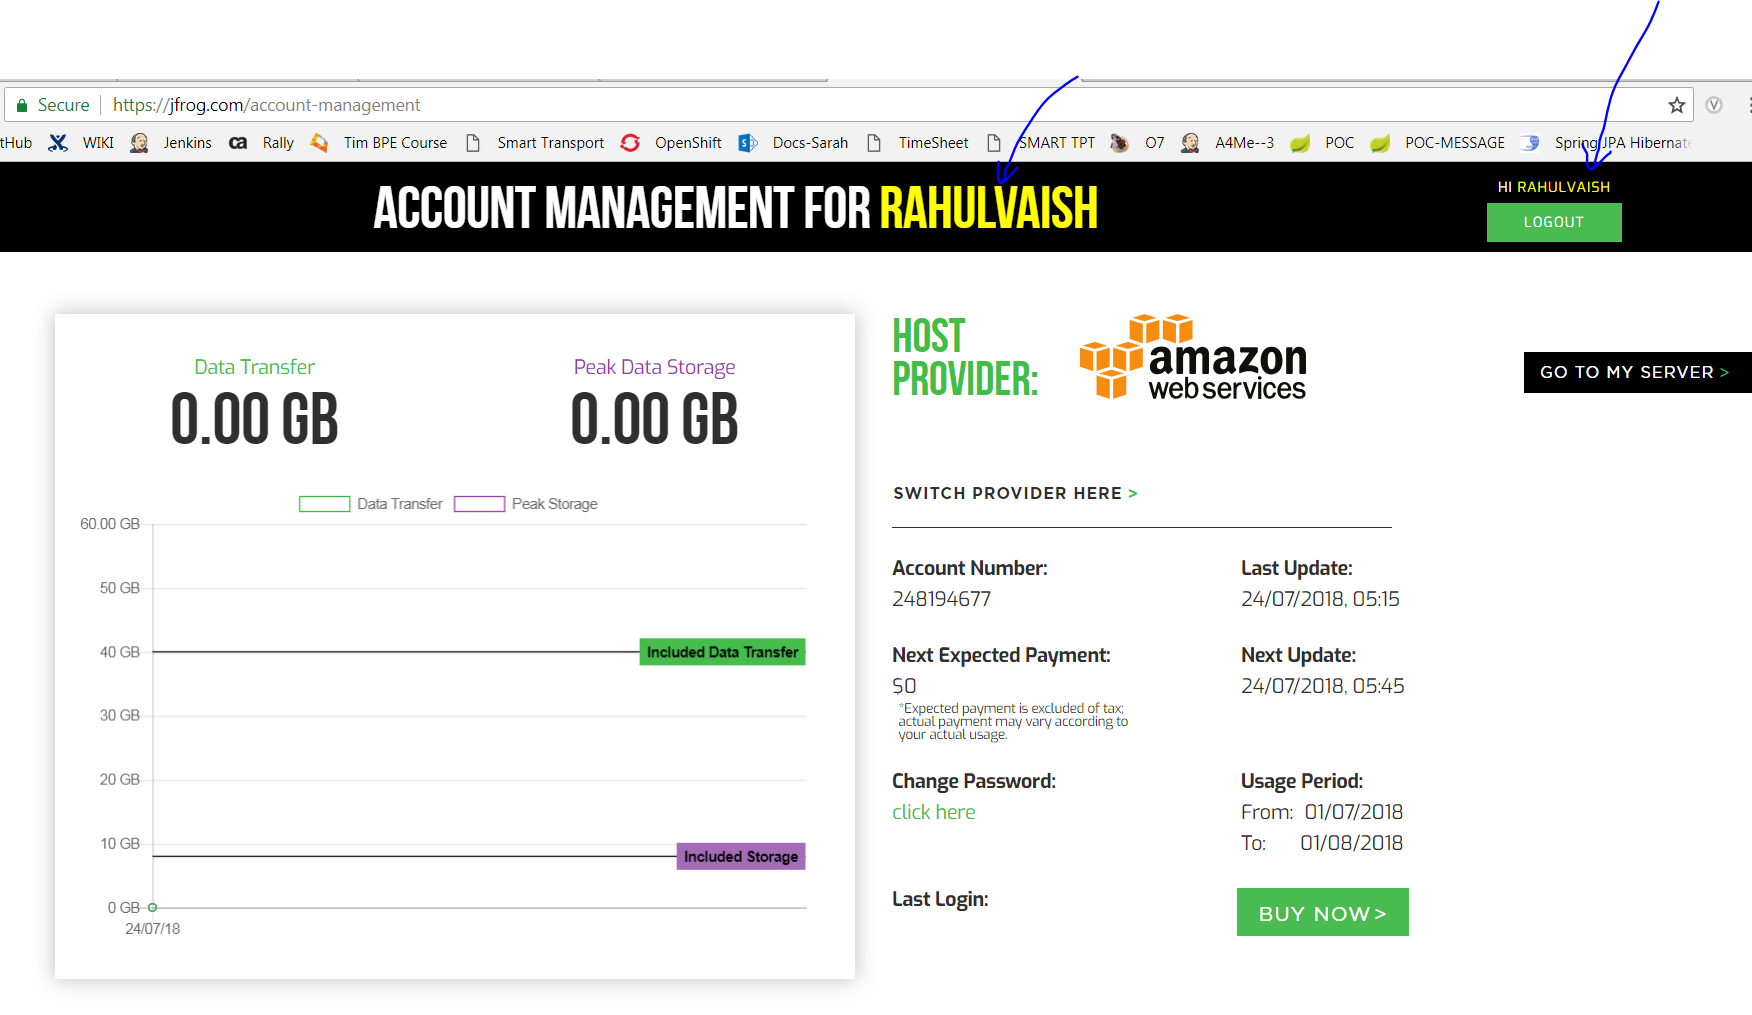 Secure https://jfrog.com/account-management
tHub WIKI Jenkins ca Rally Tim BPE Course Smart Transport OpenShift Docs-Sarah TimeSheet SMART TPT O7 A4Me--3 POC POC-MESSAGE Spring JPA Hibernate
ACCOUNT MANAGEMENT FOR RAHULVAISH
HI RAHULVAISH
LOGOUT
Data Transfer
0.00 GB
Peak Data Storage
0.00 GB
Data Transfer Peak Storage
60.00 GB
50 GB
40 GB
Included Data Transfer
30 GB
20 GB
10 GB
Included Storage
0 GB
24/07/18
HOST
PROVIDER:
amazon
web services
GO TO MY SERVER >
SWITCH PROVIDER HERE >
Account Number:
248194677
Last Update:
24/07/2018, 05:15
Next Expected Payment:
$0
*Expected payment is excluded of tax;
actual payment may vary according to
your actual usage.
Next Update:
24/07/2018, 05:45
Change Password:
click here
Usage Period:
From: 01/07/2018
To: 01/08/2018
Last Login:
BUY NOW >